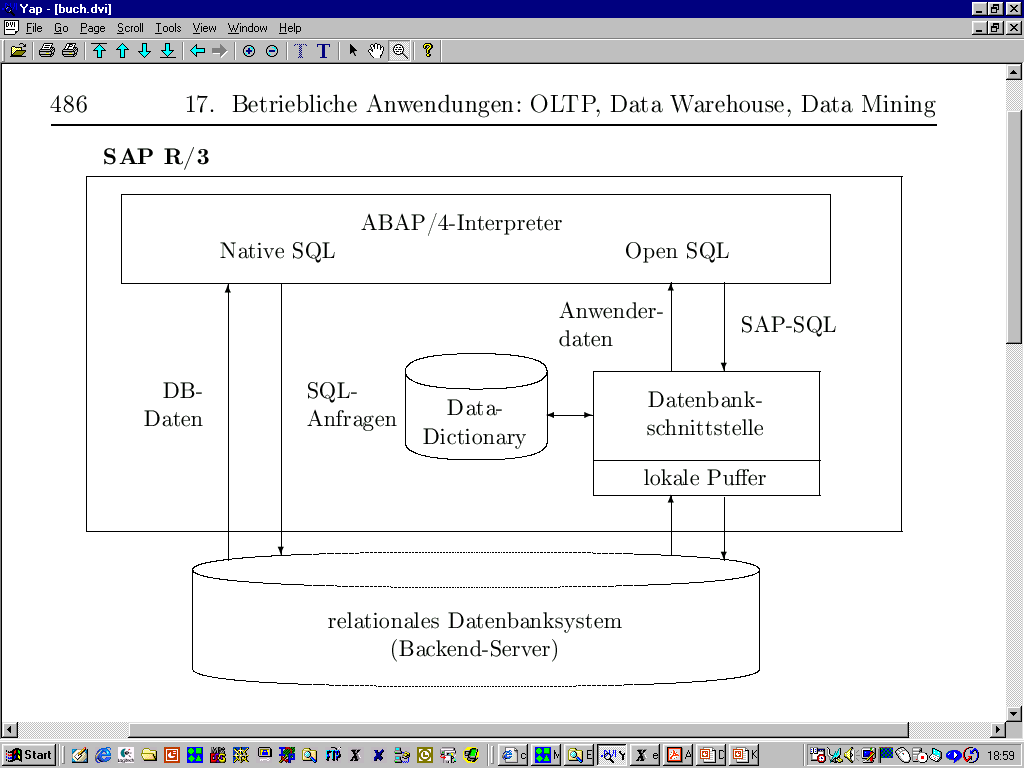 Yap - [buch.dvi]
File Go Page Scroll Tools View Window Help
486 17. Betriebliche Anwendungen: OLTP, Data Warehouse, Data Mining
SAP R/3
ABAP/4-Interpreter
Native SQL Open SQL
Anwender-
daten
SAP-SQL
DB-
Daten
SQL-
Anfragen
Data-
Dictionary
Datenbank-
schnittstelle
lokale Puffer
relationales Datenbanksystem
(Backend-Server)
Start
18:59